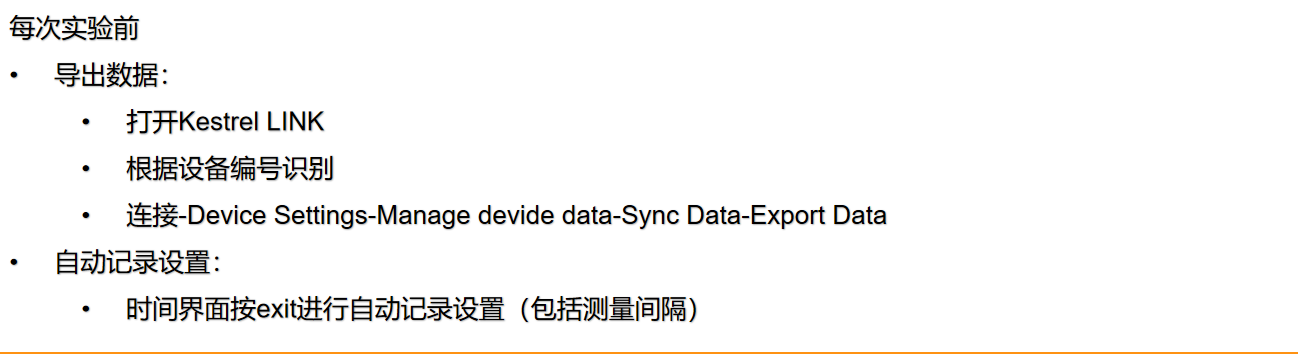 每次实验前
• 导出数据：
• 打开Kestrel LINK
• 根据设备编号识别
• 连接-Device Settings-Manage devide data-Sync Data-Export Data
• 自动记录设置：
• 时间界面按exit进行自动记录设置（包括测量间隔）